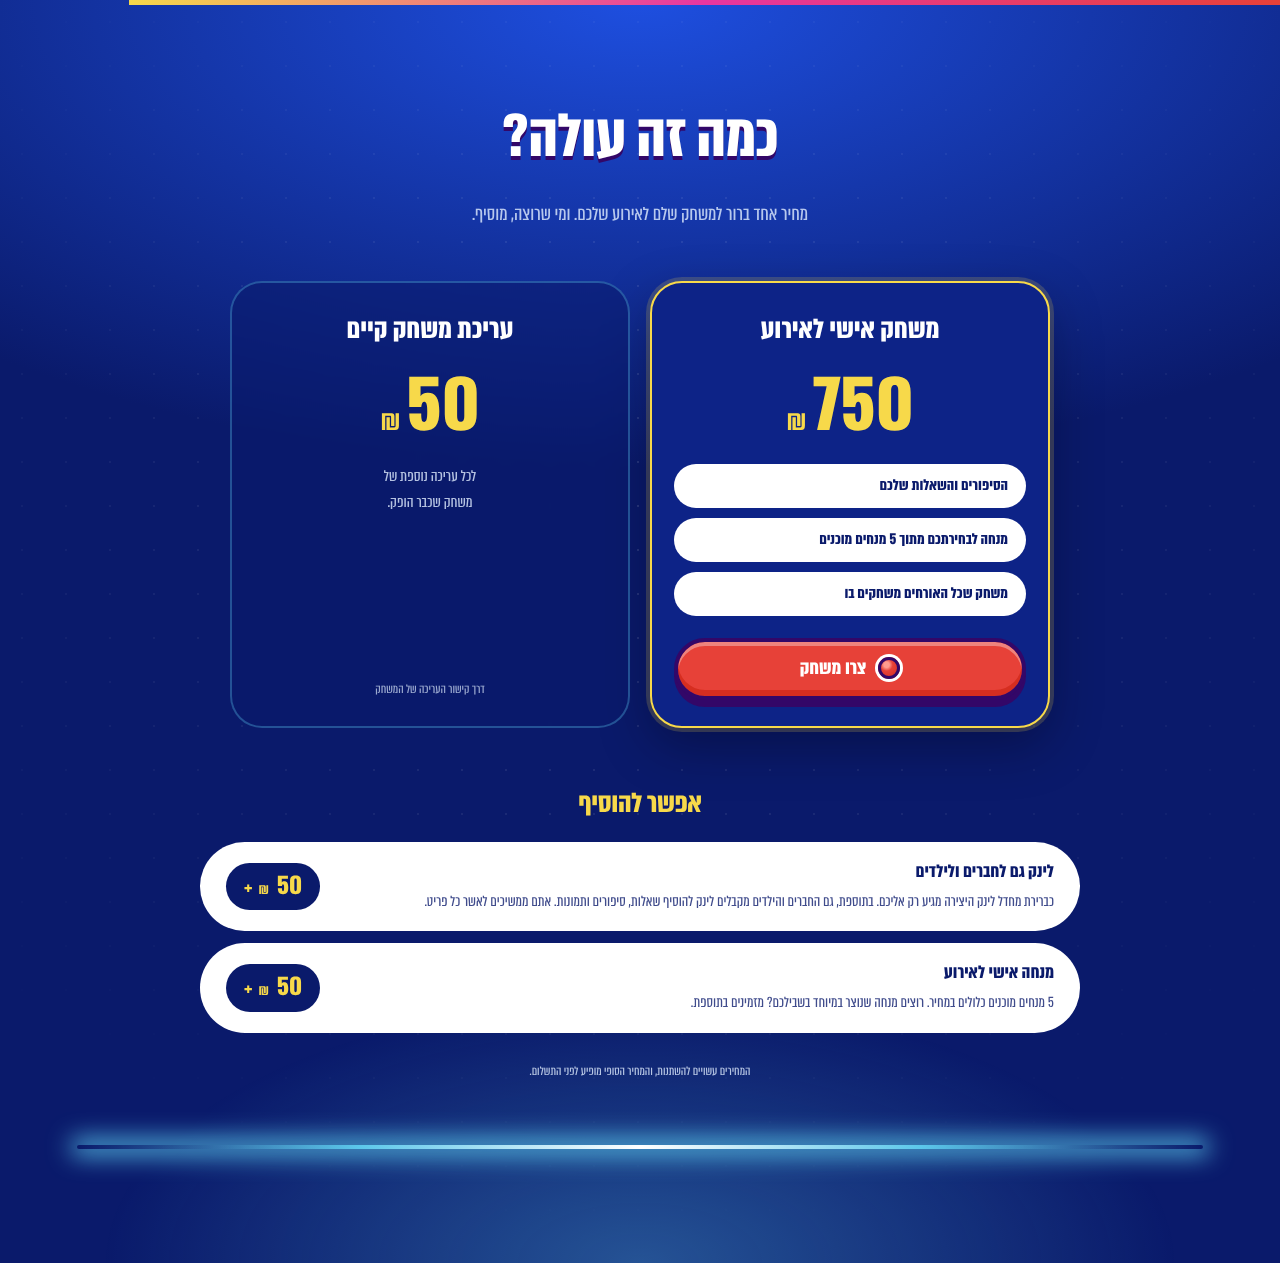 כמה זה עולה?
מחיר אחד ברור למשחק שלם לאירוע שלכם. ומי שרוצה, מוסיף.
משחק אישי לאירוע
750 ₪
הסיפורים והשאלות שלכם
מנחה לבחירתכם מתוך 5 מנחים מוכנים
משחק שכל האורחים משחקים בו
צרו משחק
עריכת משחק קיים
50 ₪
לכל עריכה נוספת של
משחק שכבר הופק.
דרך קישור העריכה של המשחק
אפשר להוסיף
לינק גם לחברים ולילדים
כברירת מחדל לינק היצירה מגיע רק אליכם. בתוספת, גם החברים והילדים מקבלים לינק להוסיף שאלות, סיפורים ותמונות. אתם ממשיכים לאשר כל פריט.
50 ₪ +
מנחה אישי לאירוע
5 מנחים מוכנים כלולים במחיר. רוצים מנחה שנוצר במיוחד בשבילכם? מזמינים בתוספת.
50 ₪ +
המחירים עשויים להשתנות, והמחיר הסופי מופיע לפני התשלום.